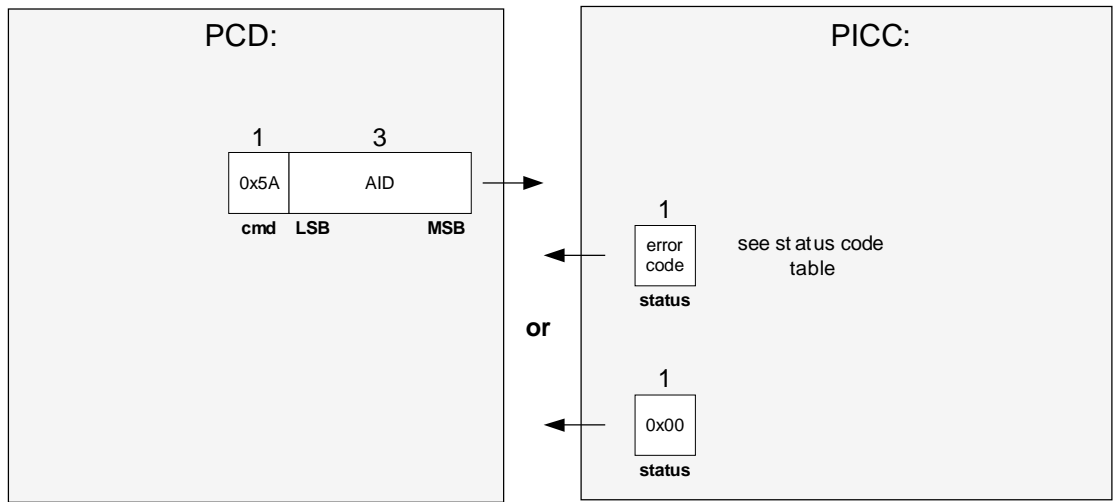 PCD:
PICC:
1 3
0x5A AID
cmd LSB MSB
1
error
code
see status code
table
status
or
1
0x00
status